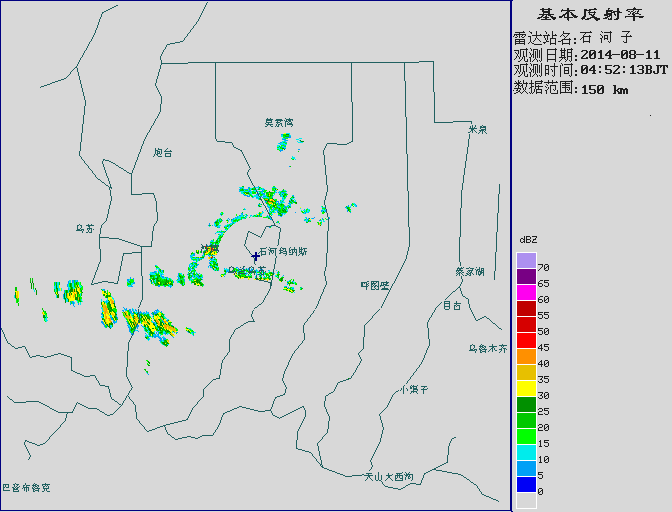 基本反射率
雷达站名:石 河 子
观测日期:2014-08-11
观测时间:04:52:13BJT
数据范围:150 km
莫索湾
米泉
炮台
乌苏
沙湾
石河玛纳斯
蔡家湖
呼图壁
昌吉
乌鲁木齐
小渠子
天山大西沟
巴音布鲁克
dBZ
70
65
60
55
50
45
40
35
30
25
20
15
10
5
0